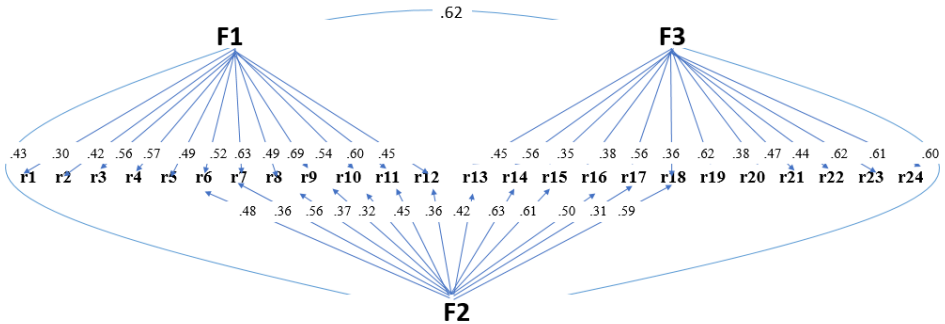 .62
F1 F3
.43 .30 .42 .56 .57 .49 .52 .63 .49 .69 .54 .60 .45 .45 .56 .35 .38 .56 .36 .62 .38 .47 .44 .62 .61 .60
r1 r2 r3 r4 r5 r6 r7 r8 r9 r10 r11 r12 r13 r14 r15 r16 r17 r18 r19 r20 r21 r22 r23 r24
.48 .36 .56 .37 .32 .45 .36 .42 .63 .61 .50 .31 .59
F2